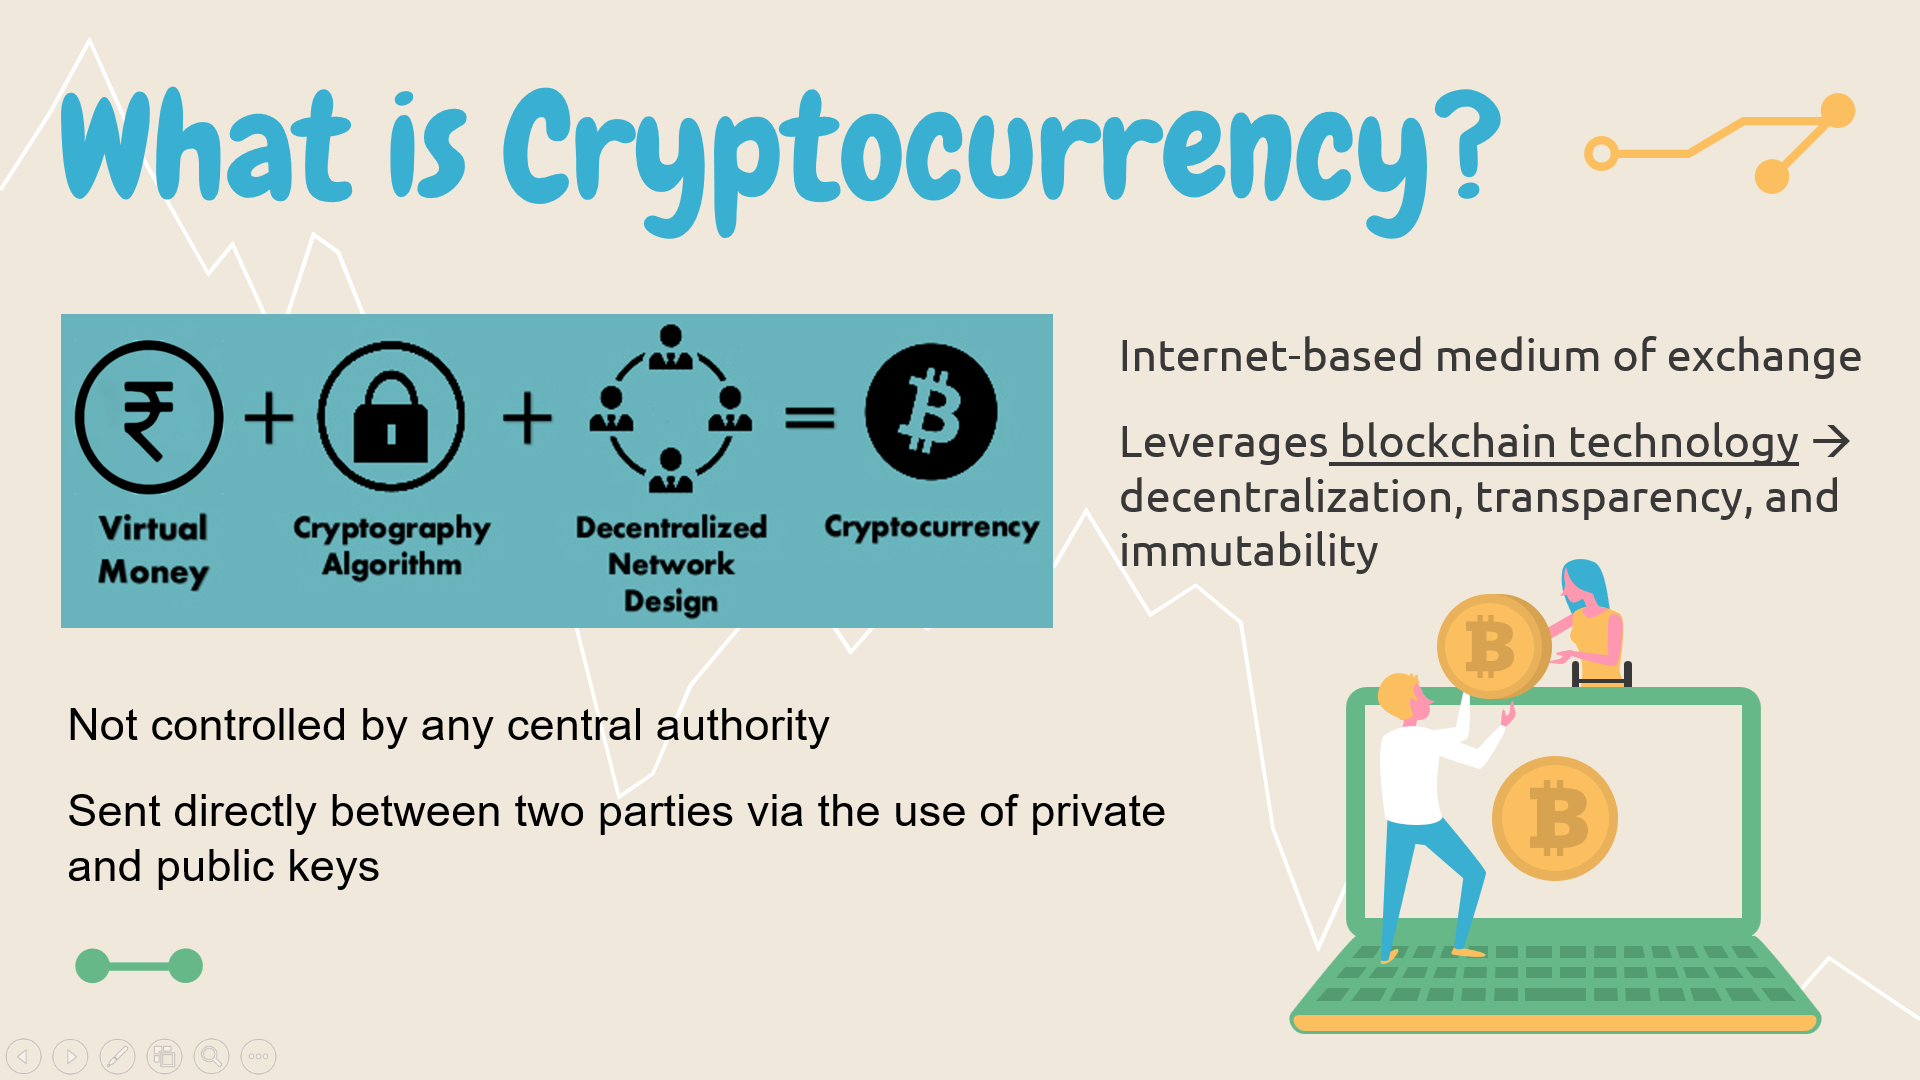 What is Cryptocurrency?
₹ + + = ₿
Virtual
Money
Cryptography
Algorithm
Decentralized
Network
Design
Cryptocurrency
Internet-based medium of exchange
Leverages blockchain technology →
decentralization, transparency, and
immutability
Not controlled by any central authority
Sent directly between two parties via the use of private
and public keys
₿
₿